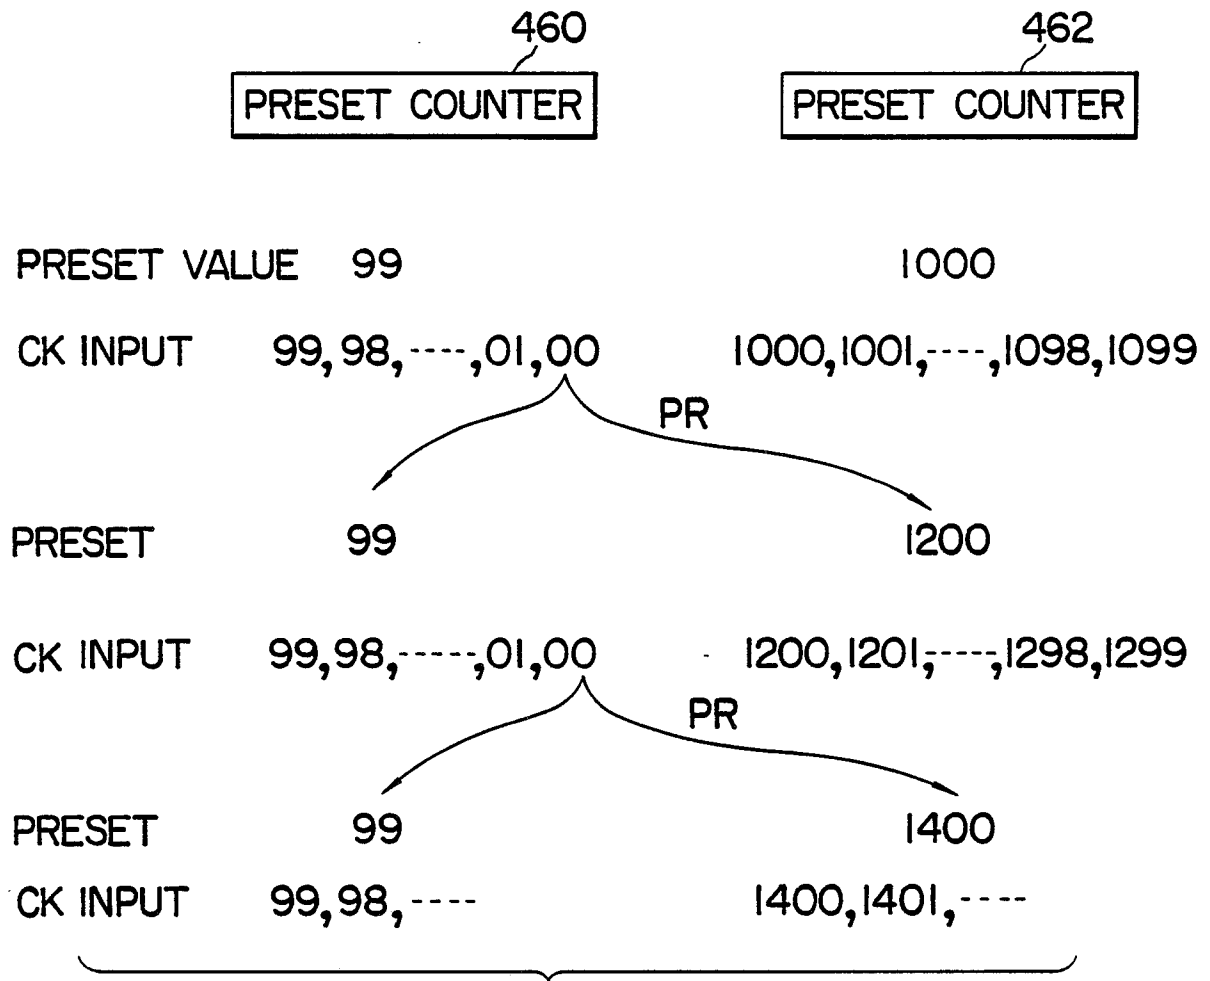 460 462
PRESET COUNTER PRESET COUNTER
PRESET VALUE 99 1000
CK INPUT 99,98,----,01,00 1000,1001,----,1098,1099
PR
PRESET 99 1200
CK INPUT 99,98,-----,01,00 1200,1201,-----,1298,1299
PR
PRESET 99 1400
CK INPUT 99,98,---- 1400,1401,----